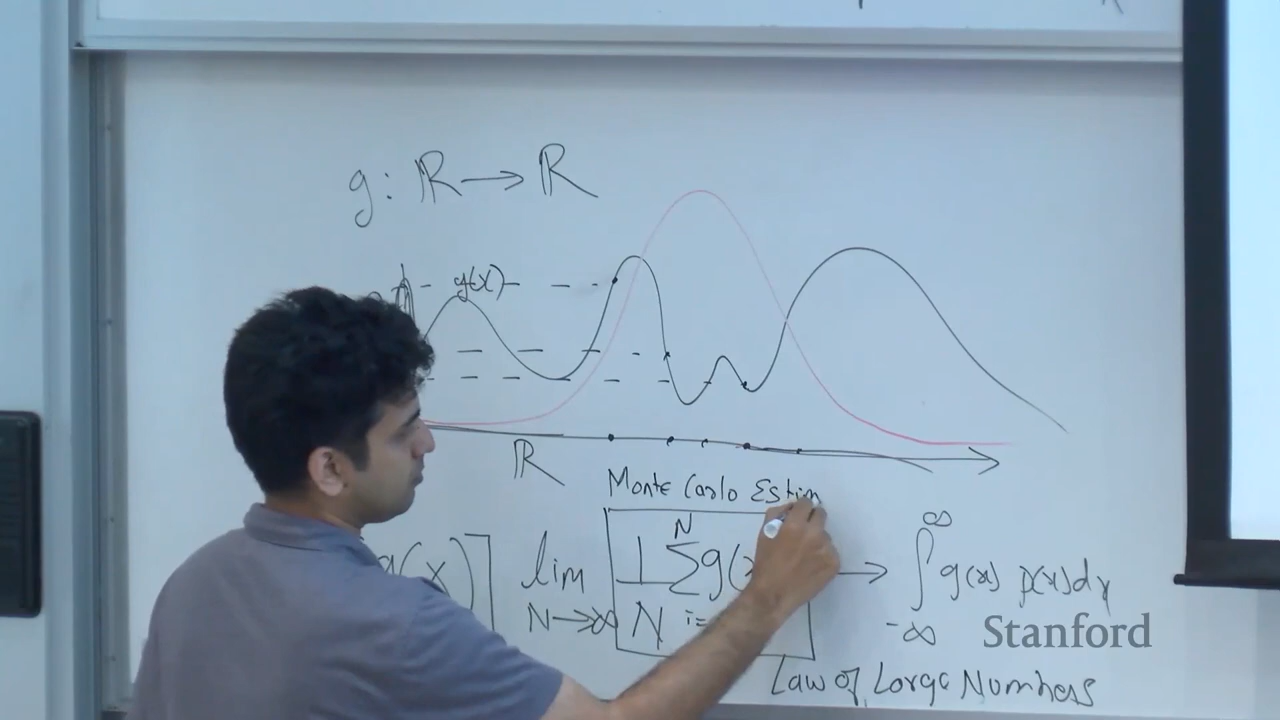 g: ℝ → ℝ
g(x)
ℝ
Monte Carlo Estim
g(x)] lim N→∞ 1/N N ∑ i= g( → ∫ ∞ -∞ g(x) p(x)dx
Stanford
Law of Large Numbers